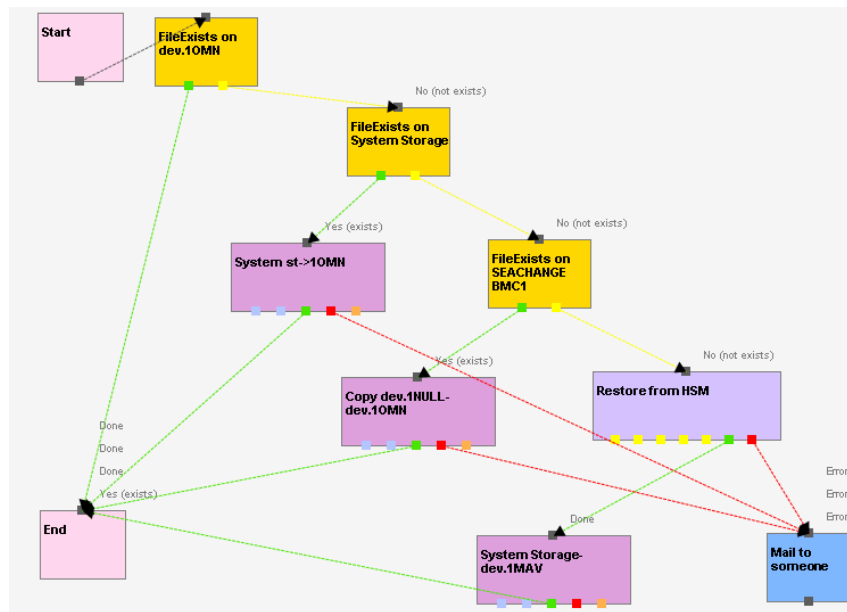 Start
FileExists on
dev.1OMN
No (not exists)
FileExists on
System Storage
Yes (exists)
No (not exists)
System st->1OMN
FileExists on
SEACHANGE
BMC1
Yes (exists)
No (not exists)
Copy dev.1NULL-
dev.1OMN
Restore from HSM
Done
Done
Done
Yes (exists)
Error
Error
Error
End
Done
System Storage-
dev.1MAV
Mail to
someone